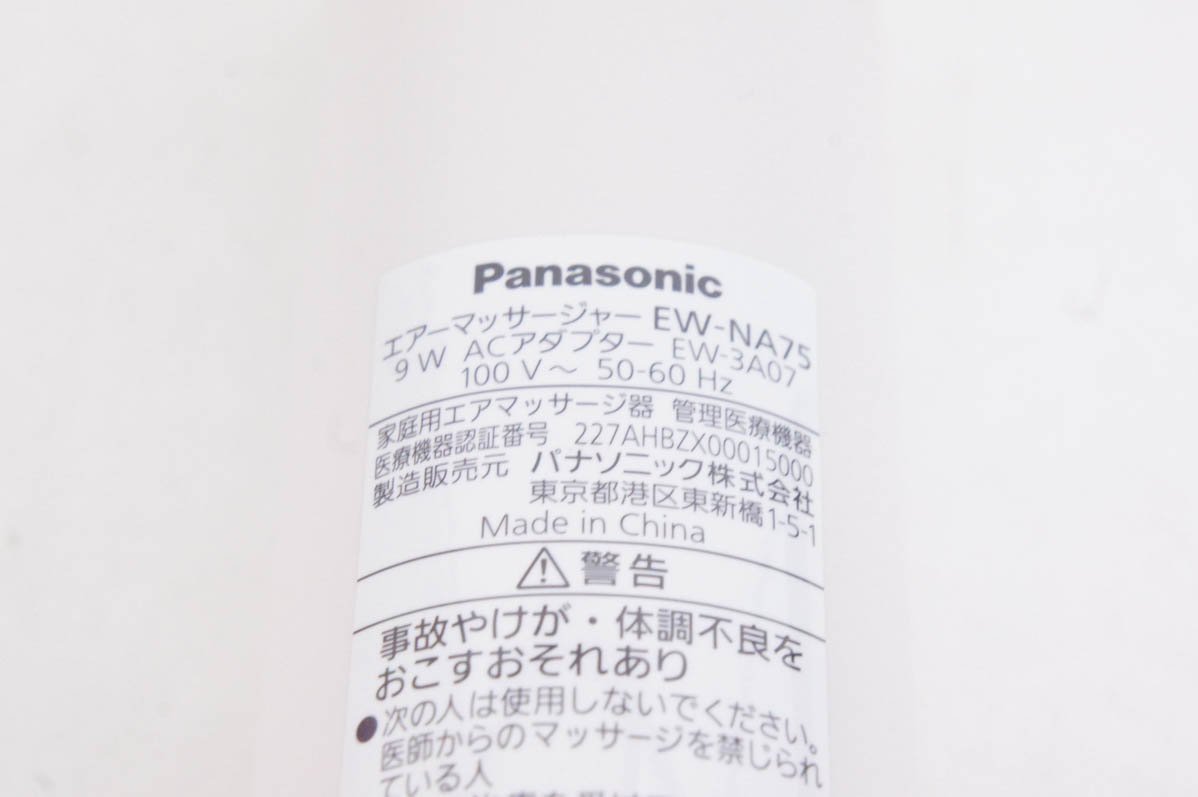 Panasonic
エアーマッサージャー EW-NA75
9 W ACアダプター EW-3A07
100 V～ 50-60 Hz
家庭用エアマッサージ器 管理医療機器
医療機器認証番号 227AHBZX00015000
製造販売元 パナソニック株式会社
東京都港区東新橋1-5-1
Made in China
警告
事故やけが・体調不良を
おこすおそれあり
●次の人は使用しないでください。
医師からのマッサージを禁じられ
ている人